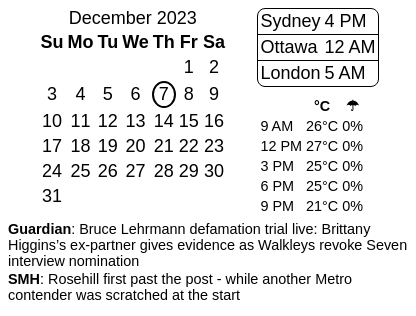 December 2023
Su Mo Tu We Th Fr Sa
1 2
3 4 5 6 7 8 9
10 11 12 13 14 15 16
17 18 19 20 21 22 23
24 25 26 27 28 29 30
31
Sydney 4 PM
Ottawa 12 AM
London 5 AM
°C ☂
9 AM 26°C 0%
12 PM 27°C 0%
3 PM 25°C 0%
6 PM 25°C 0%
9 PM 21°C 0%
Guardian: Bruce Lehrmann defamation trial live: Brittany
Higgins’s ex-partner gives evidence as Walkleys revoke Seven
interview nomination
SMH: Rosehill first past the post - while another Metro
contender was scratched at the start